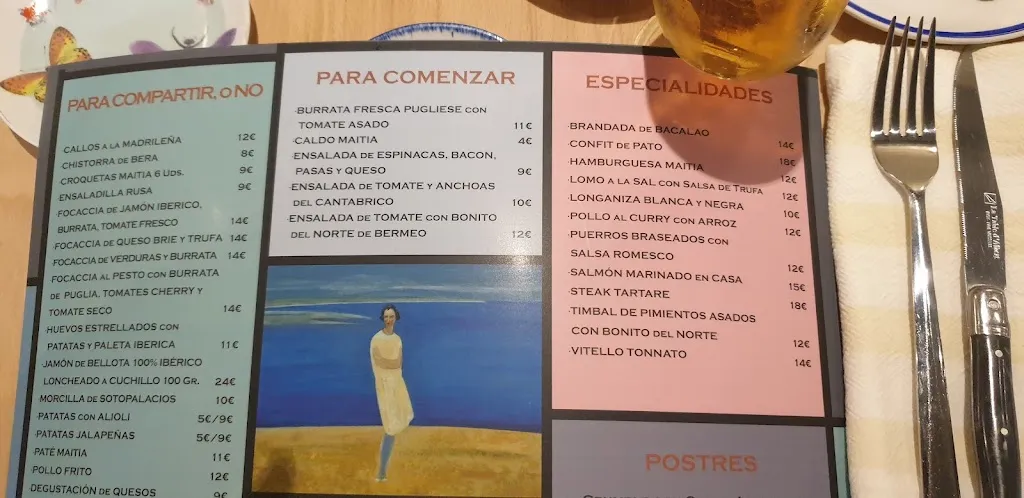 PARA COMPARTIR, O NO
CALLOS A LA MADRILEÑA 12€
CHISTORRA DE BERA 8€
CROQUETAS MAITIA 6 UDS. 9€
ENSALADILLA RUSA 9€
FOCACCIA DE JAMÓN IBERICO,
BURRATA, TOMATE FRESCO 14€
FOCACCIA DE QUESO BRIE Y TRUFA 14€
FOCACCIA DE VERDURAS Y BURRATA 14€
FOCACCIA AL PESTO CON BURRATA
DE PUGLIA, TOMATES CHERRY Y
TOMATE SECO 14€
HUEVOS ESTRELLADOS CON
PATATAS Y PALETA IBERICA 11€
JAMÓN DE BELLOTA 100% IBÉRICO
LONCHEADO A CUCHILLO 100 GR. 24€
MORCILLA DE SOTOPALACIOS 10€
·PATATAS CON ALIOLI 5€/9€
·PATATAS JALAPEÑAS 5€/9€
·PATÉ MAITIA 11€
·POLLO FRITO 12€
·DEGUSTACIÓN DE QUESOS 9€
PARA COMENZAR
·BURRATA FRESCA PUGLIESE CON
TOMATE ASADO 11€
·CALDO MAITIA 4€
·ENSALADA DE ESPINACAS, BACON,
PASAS Y QUESO 9€
·ENSALADA DE TOMATE Y ANCHOAS
DEL CANTABRICO 10€
·ENSALADA DE TOMATE CON BONITO
DEL NORTE DE BERMEO 12€
ESPECIALIDADES
·BRANDADA DE BACALAO 14€
·CONFIT DE PATO 18€
·HAMBURGUESA MAITIA 12€
·LOMO A LA SAL CON SALSA DE TRUFA 12€
·LONGANIZA BLANCA Y NEGRA 10€
·POLLO AL CURRY CON ARROZ 12€
·PUERROS BRASEADOS CON
SALSA ROMESCO 12€
·SALMÓN MARINADO EN CASA 15€
·STEAK TARTARE 18€
·TIMBAL DE PIMIENTOS ASADOS
CON BONITO DEL NORTE 12€
·VITELLO TONNATO 14€
POSTRES